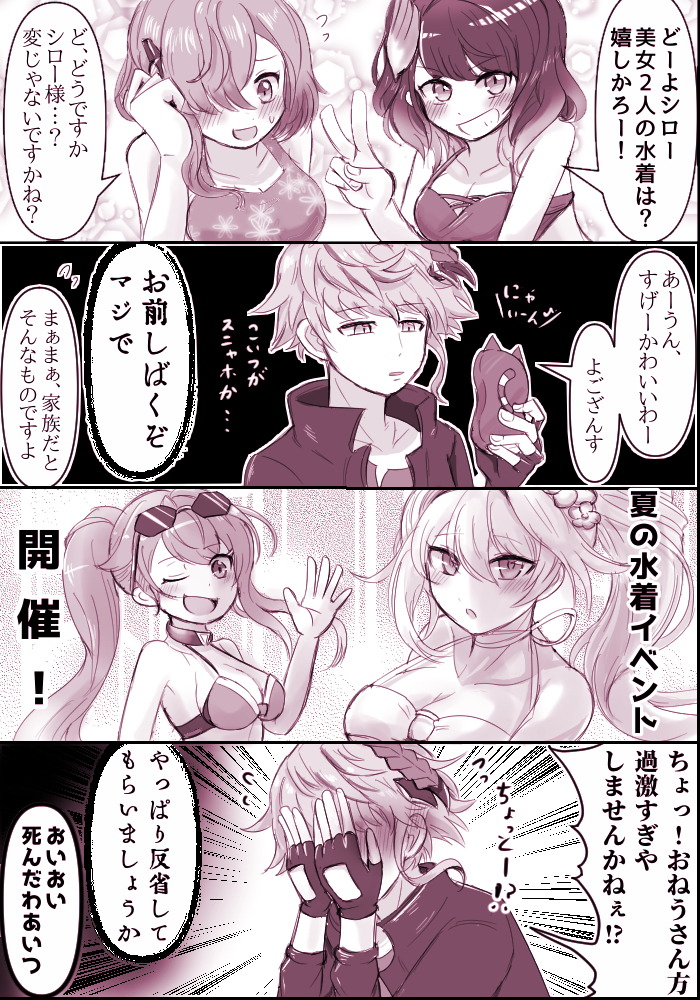 どーよシロー
美女2人の水着は?
嬉しかろー!
ど、どうですか
シロー様…?
変じゃないですかね?
あーうん、
すげーかわいいわー
よござんす
にゃいーん♪
こいつが
スニャホか…
お前しばくぞ
マジで
まぁまぁ、家族だと
そんなものですよ
夏の水着イベント
開催!
ちょっ!おねうさん方
過激すぎや
しませんかねぇ!?
ちょっとー!?
やっぱり反省して
もらいましょうか
おいおい
死んだわあいつ